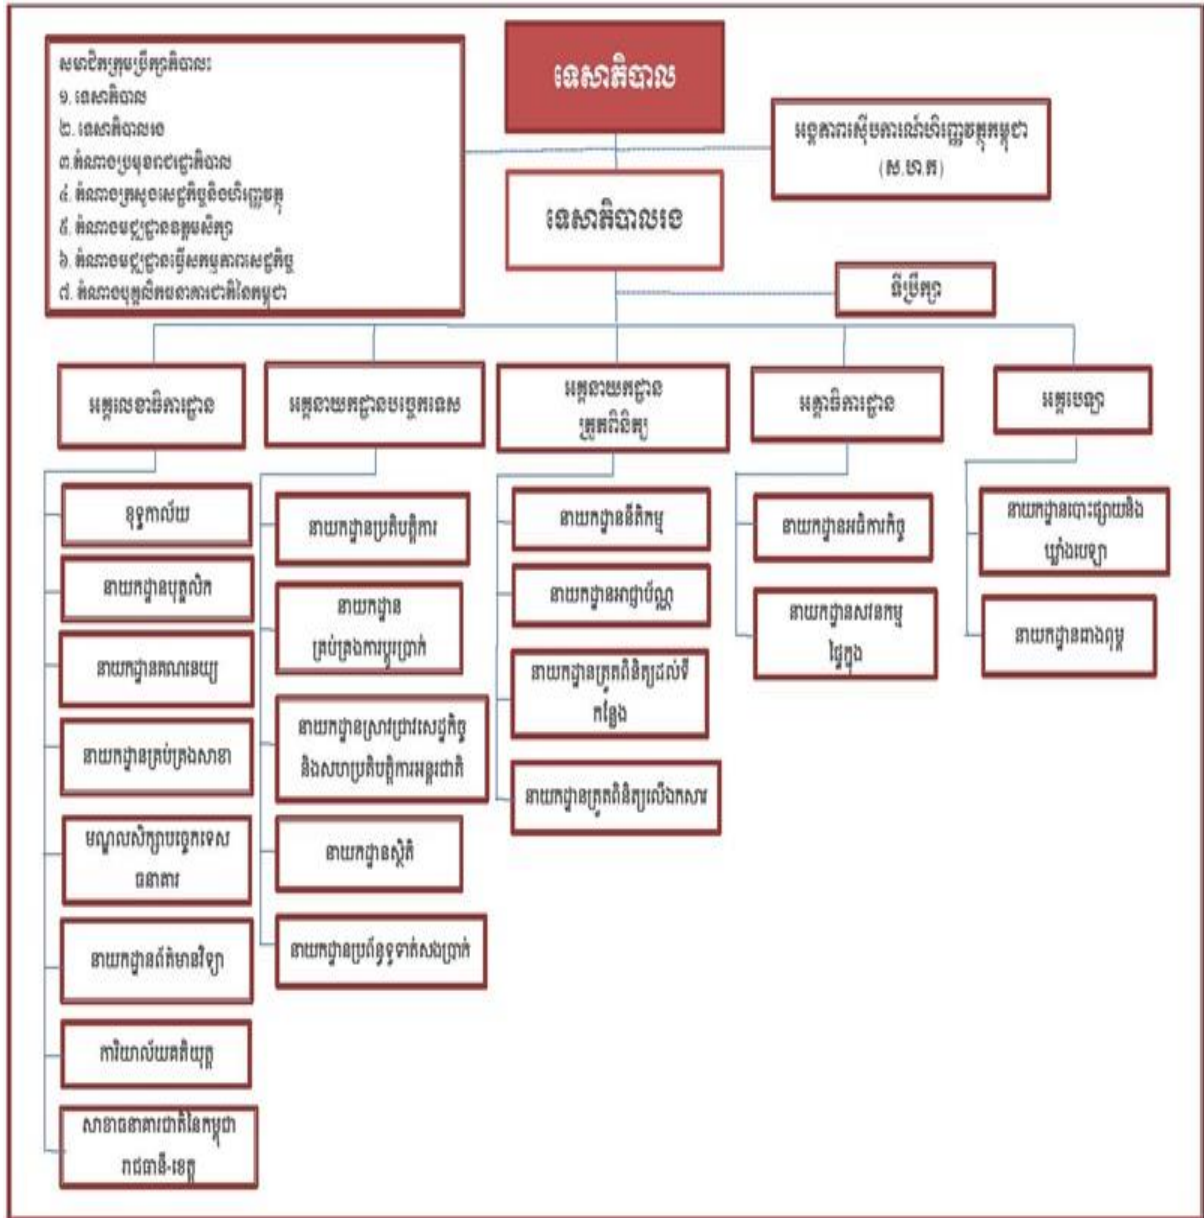 ទេសាភិបាល
សមាជិកក្រុមប្រឹក្សាភិបាល៖
១. ទេសាភិបាល
២. ទេសាភិបាលរង
៣.តំណាងប្រមុខរាជរដ្ឋាភិបាល
៤. តំណាងក្រសួងសេដ្ឋកិច្ចនិងហិរញ្ញវត្ថុ
៥. តំណាងមជ្ឈដ្ឋានឧត្តមសិក្សា
៦. តំណាងមជ្ឈដ្ឋានធ្វើសកម្មភាពសេដ្ឋកិច្ច
៧. តំណាងបុគ្គលិកធនាគារជាតិនៃកម្ពុជា
អង្គភាពស៊ើបការណ៍ហិរញ្ញវត្ថុកម្ពុជា
(ស.ហ.ក)
ទេសាភិបាលរង
ទីប្រឹក្សា
អគ្គលេខាធិការដ្ឋាន
ខុទ្ទកាល័យ
នាយកដ្ឋានបុគ្គលិក
នាយកដ្ឋានគណនេយ្យ
នាយកដ្ឋានគ្រប់គ្រងសាខា
មណ្ឌលសិក្សាបច្ចេកទេស
ធនាគារ
នាយកដ្ឋានព័ត៌មានវិទ្យា
ការិយាល័យគតិយុត្ត
សាខាធនាគារជាតិនៃកម្ពុជា
រាជធានី-ខេត្ត
អគ្គនាយកដ្ឋានបច្ចេកទេស
នាយកដ្ឋានប្រតិបត្តិការ
នាយកដ្ឋាន
គ្រប់គ្រងការប្តូរប្រាក់
នាយកដ្ឋានស្រាវជ្រាវសេដ្ឋកិច្ច
និងសហប្រតិបត្តិការអន្តរជាតិ
នាយកដ្ឋានស្ថិតិ
នាយកដ្ឋានប្រព័ន្ធទូទាត់សងប្រាក់
អគ្គនាយកដ្ឋាន
ត្រួតពិនិត្យ
នាយកដ្ឋាននីតិកម្ម
នាយកដ្ឋានអាជ្ញាប័ណ្ណ
នាយកដ្ឋានត្រួតពិនិត្យដល់ទី
កន្លែង
នាយកដ្ឋានត្រួតពិនិត្យលើឯកសារ
អគ្គាធិការដ្ឋាន
នាយកដ្ឋានអធិការកិច្ច
នាយកដ្ឋានសវនកម្ម
ផ្ទៃក្នុង
អគ្គបេឡា
នាយកដ្ឋានបោះផ្សាយនិង
ឃ្លាំងបេឡា
នាយកដ្ឋានរោងពុម្ព